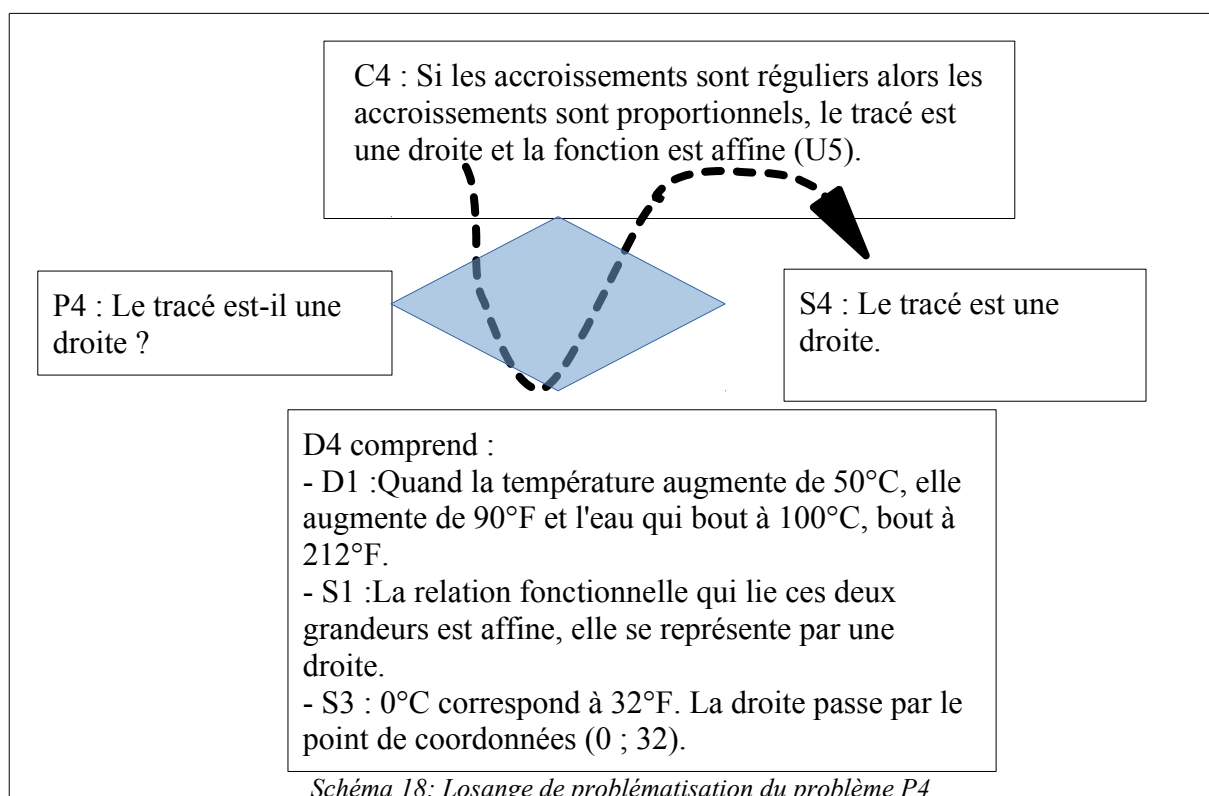 C4 : Si les accroissements sont réguliers alors les
accroissements sont proportionnels, le tracé est
une droite et la fonction est affine (U5).
P4 : Le tracé est-il une
droite ?
S4 : Le tracé est une
droite.
D4 comprend :
- D1 :Quand la température augmente de 50°C, elle
augmente de 90°F et l'eau qui bout à 100°C, bout à
212°F.
- S1 :La relation fonctionnelle qui lie ces deux
grandeurs est affine, elle se représente par une
droite.
- S3 : 0°C correspond à 32°F. La droite passe par le
point de coordonnées (0 ; 32).
Schéma 18: Losange de problématisation du problème P4